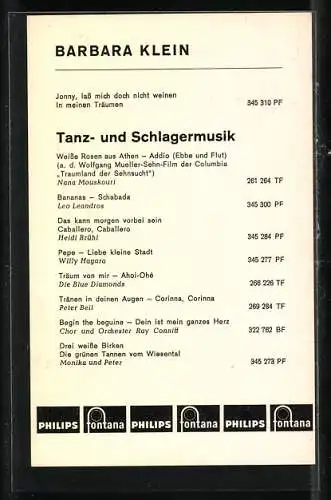 BARBARA KLEIN
Jonny, laß mich doch nicht weinen
In meinen Träumen 345 310 PF
Tanz- und Schlagermusik
Weiße Rosen aus Athen – Addio (Ebbe und Flut)
(a. d. Wolfgang Mueller-Sehn-Film der Columbia
„Traumland der Sehnsucht")
Nana Mouskouri 261 264 TF
Bananas – Schabada
Leo Leandros 345 300 PF
Das kann morgen vorbei sein
Caballero, Caballero
Heidi Brühl 345 284 PF
Pepe – Liebe kleine Stadt
Willy Hagara 345 277 PF
Träum von mir – Ahoi-Ohé
Die Blue Diamonds 266 226 TF
Tränen in deinen Augen – Corinna, Corinna
Peter Beil 269 264 TF
Begin the beguine – Dein ist mein ganzes Herz
Chor und Orchester Ray Conniff 322 762 BF
Drei weiße Birken
Die grünen Tannen vom Wiesental
Monika und Peter 345 273 PF
PHILIPS fontana PHILIPS fontana PHILIPS fontana